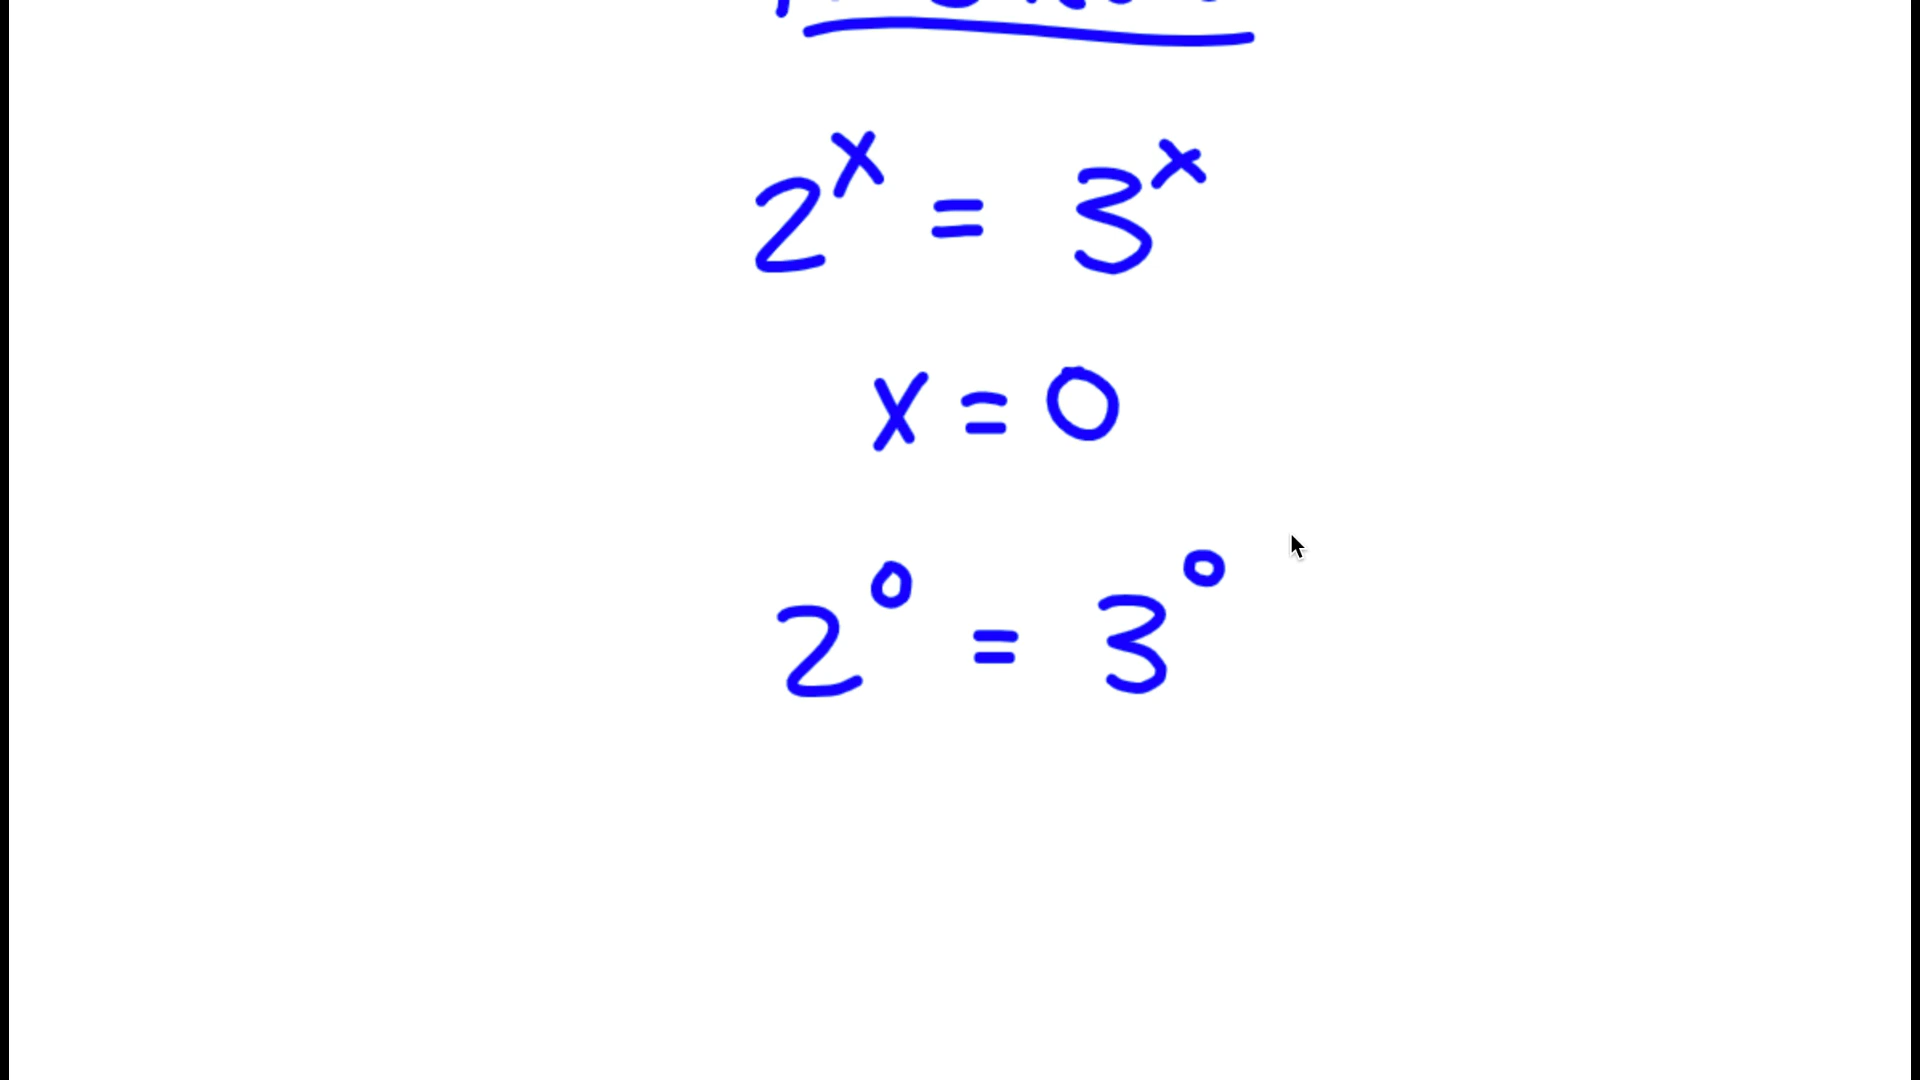 2^x = 3^x
x = 0
2^0 = 3^0